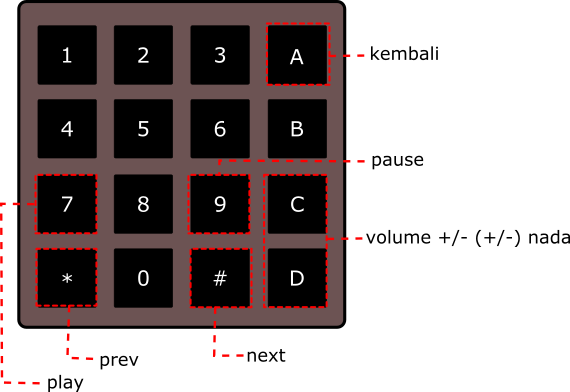 1 2 3 A
kembali
4 5 6 B
pause
7 8 9 C
volume +/- (+/-) nada
* 0 # D
prev
next
play